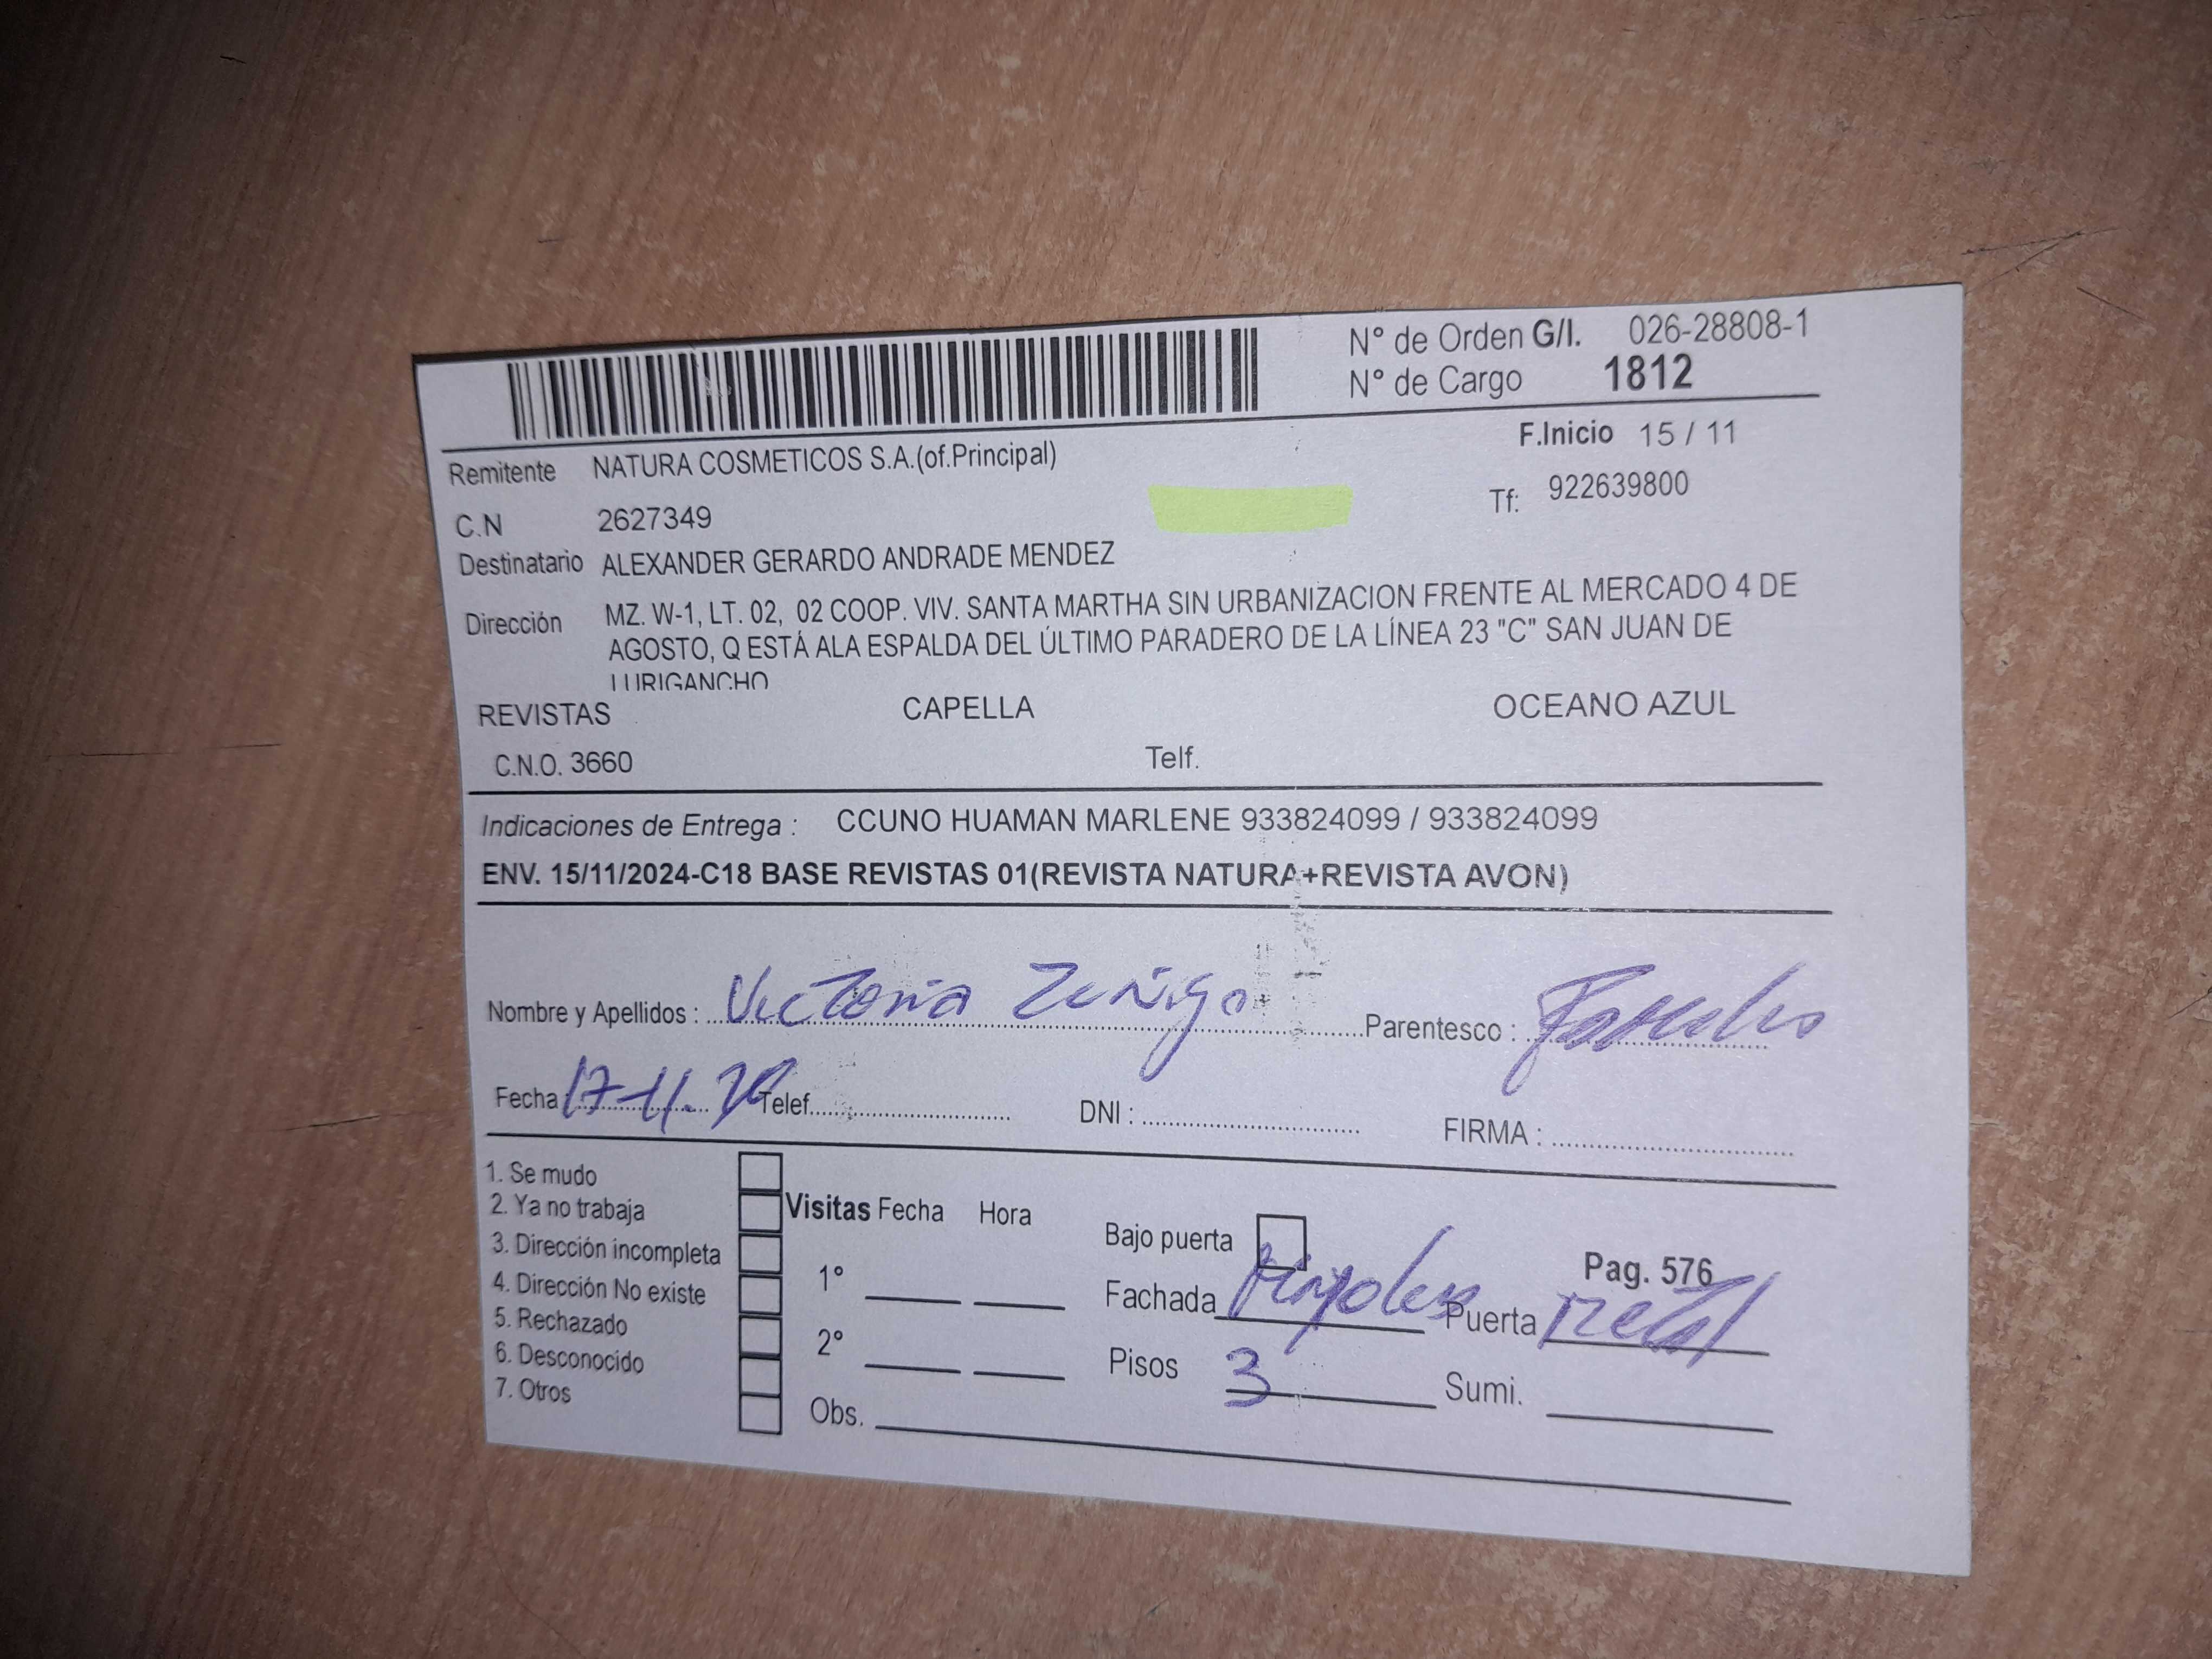 N° de Orden G/I. 026-28808-1
N° de Cargo 1812
F.Inicio 15 / 11
Remitente NATURA COSMETICOS S.A.(of.Principal)
Tf: 922639800
C.N 2627349
Destinatario ALEXANDER GERARDO ANDRADE MENDEZ
Dirección MZ. W-1, LT. 02, 02 COOP. VIV. SANTA MARTHA SIN URBANIZACION FRENTE AL MERCADO 4 DE
AGOSTO, Q ESTÁ ALA ESPALDA DEL ÚLTIMO PARADERO DE LA LÍNEA 23 "C" SAN JUAN DE
LURIGANCHO
REVISTAS CAPELLA OCEANO AZUL
C.N.O. 3660 Telf.
Indicaciones de Entrega : CCUNO HUAMAN MARLENE 933824099 / 933824099
ENV. 15/11/2024-C18 BASE REVISTAS 01(REVISTA NATURA+REVISTA AVON)
Nombre y Apellidos : Victoria Zuñiga Parentesco :
Fecha 17-11. Telef. DNI : FIRMA :
1. Se mudo
2. Ya no trabaja
3. Dirección incompleta
4. Dirección No existe
5. Rechazado
6. Desconocido
7. Otros
Visitas Fecha Hora
1°
2°
Obs.
Bajo puerta
Pag. 576
Fachada Puerta Metal
Pisos 3 Sumi.